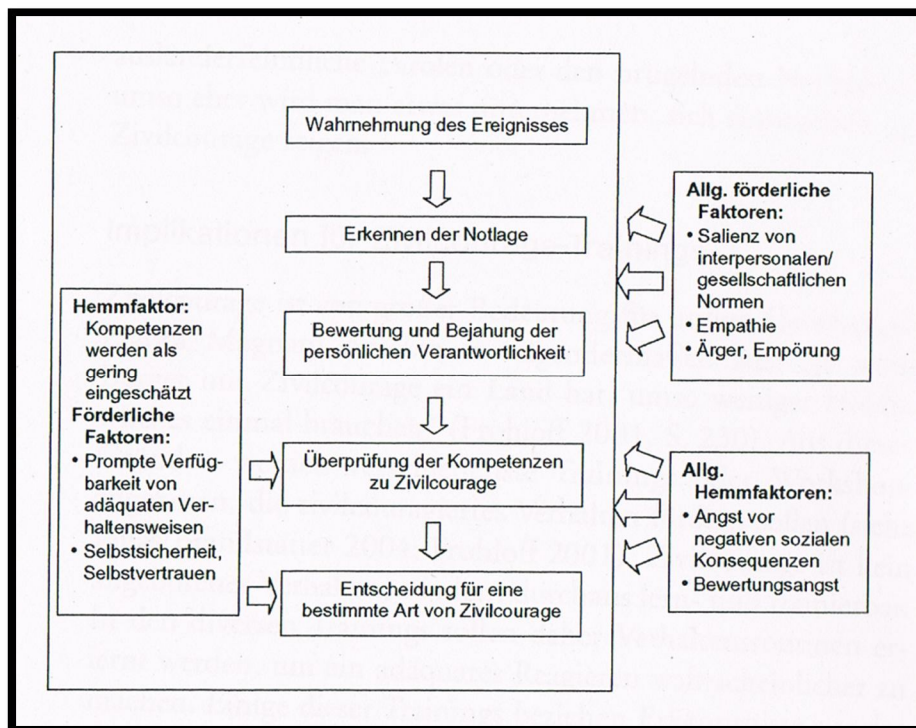 Wahrnehmung des Ereignisses
Erkennen der Notlage
Bewertung und Bejahung der
persönlichen Verantwortlichkeit
Überprüfung der Kompetenzen
zu Zivilcourage
Entscheidung für eine
bestimmte Art von Zivilcourage
Hemmfaktor:
Kompetenzen
werden als
gering
eingeschätzt
Förderliche
Faktoren:
• Prompte Verfüg-
barkeit von
adäquaten Ver-
haltensweisen
• Selbstsicherheit,
Selbstvertrauen
Allg. förderliche
Faktoren:
• Salienz von
interpersonalen/
gesellschaftlichen
Normen
• Empathie
• Ärger, Empörung
Allg.
Hemmfaktoren:
• Angst vor
negativen sozialen
Konsequenzen
• Bewertungsangst